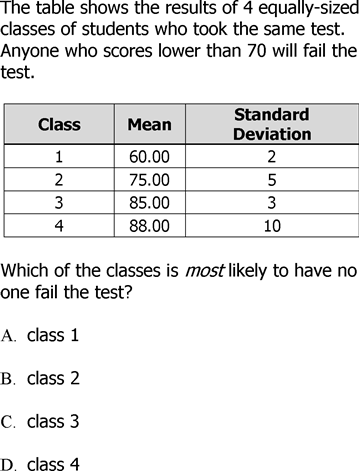 The table shows the results of 4 equally-sized
classes of students who took the same test.
Anyone who scores lower than 70 will fail the
test.
Class Mean Standard Deviation
1 60.00 2
2 75.00 5
3 85.00 3
4 88.00 10
Which of the classes is most likely to have no
one fail the test?
A. class 1
B. class 2
C. class 3
D. class 4